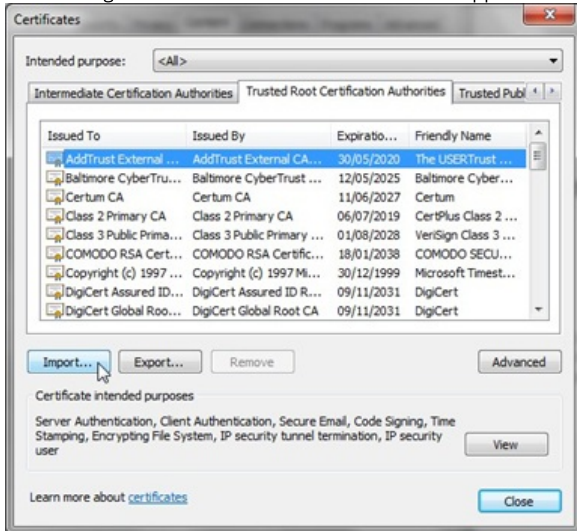 Certificates
Intended purpose: <All>
Intermediate Certification Authorities Trusted Root Certification Authorities Trusted Publ
Issued To Issued By Expiratio... Friendly Name
AddTrust External ... AddTrust External CA... 30/05/2020 The USERTrust ...
Baltimore CyberTru... Baltimore CyberTrust ... 12/05/2025 Baltimore Cyber...
Certum CA Certum CA 11/06/2027 Certum
Class 2 Primary CA Class 2 Primary CA 06/07/2019 CertPlus Class 2 ...
Class 3 Public Prima... Class 3 Public Primary ... 01/08/2028 VeriSign Class 3 ...
COMODO RSA Cert... COMODO RSA Certific... 18/01/2038 COMODO SECU...
Copyright (c) 1997 ... Copyright (c) 1997 Mi... 30/12/1999 Microsoft Timest...
DigiCert Assured ID... DigiCert Assured ID R... 09/11/2031 DigiCert
DigiCert Global Roo... DigiCert Global Root CA 09/11/2031 DigiCert
Import... Export... Remove Advanced
Certificate intended purposes
Server Authentication, Client Authentication, Secure Email, Code Signing, Time
Stamping, Encrypting File System, IP security tunnel termination, IP security
user
View
Learn more about certificates
Close